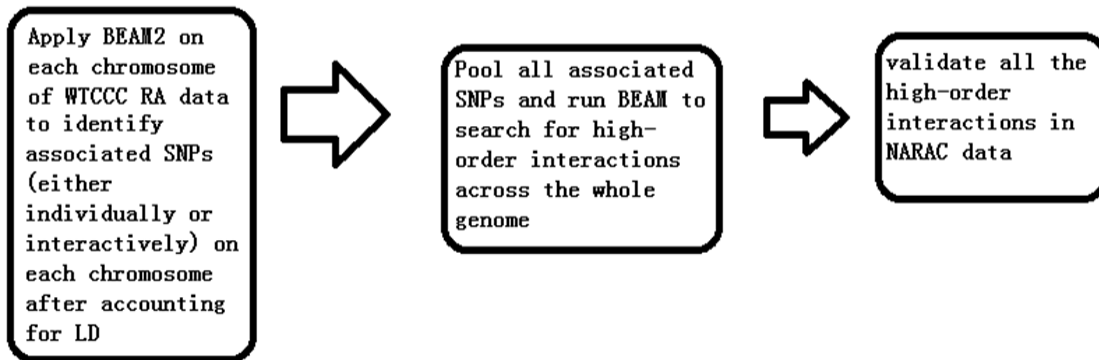 Apply BEAM2 on
each chromosome
of WTCCC RA data
to identify
associated SNPs
(either
individually or
interactively) on
each chromosome
after accounting
for LD
Pool all associated
SNPs and run BEAM to
search for high-
order interactions
across the whole
genome
validate all the
high-order
interactions in
NARAC data